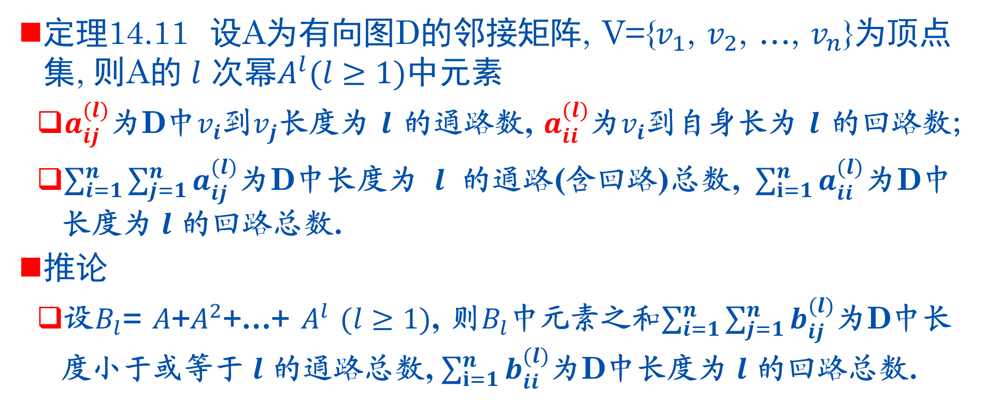 ■定理14.11 设A为有向图D的邻接矩阵, V={$v_1$, $v_2$, …, $v_n$}为顶点
集, 则A的 $l$ 次幂$A^l(l \geq 1)$中元素
❑$a_{ij}^{(l)}$为D中$v_i$到$v_j$长度为 $l$ 的通路数, $a_{ii}^{(l)}$为$v_i$到自身长为 $l$ 的回路数;
❑$\sum_{i=1}^{n}\sum_{j=1}^{n} a_{ij}^{(l)}$为D中长度为 $l$ 的通路(含回路)总数, $\sum_{i=1}^{n} a_{ii}^{(l)}$为D中
长度为 $l$ 的回路总数.
■推论
❑设$B_l$= $A$+$A^2$+…+ $A^l$ $(l \geq 1)$, 则$B_l$中元素之和$\sum_{i=1}^{n}\sum_{j=1}^{n} b_{ij}^{(l)}$为D中长
度小于或等于 $l$ 的通路总数, $\sum_{i=1}^{n} b_{ii}^{(l)}$为D中长度为 $l$ 的回路总数.